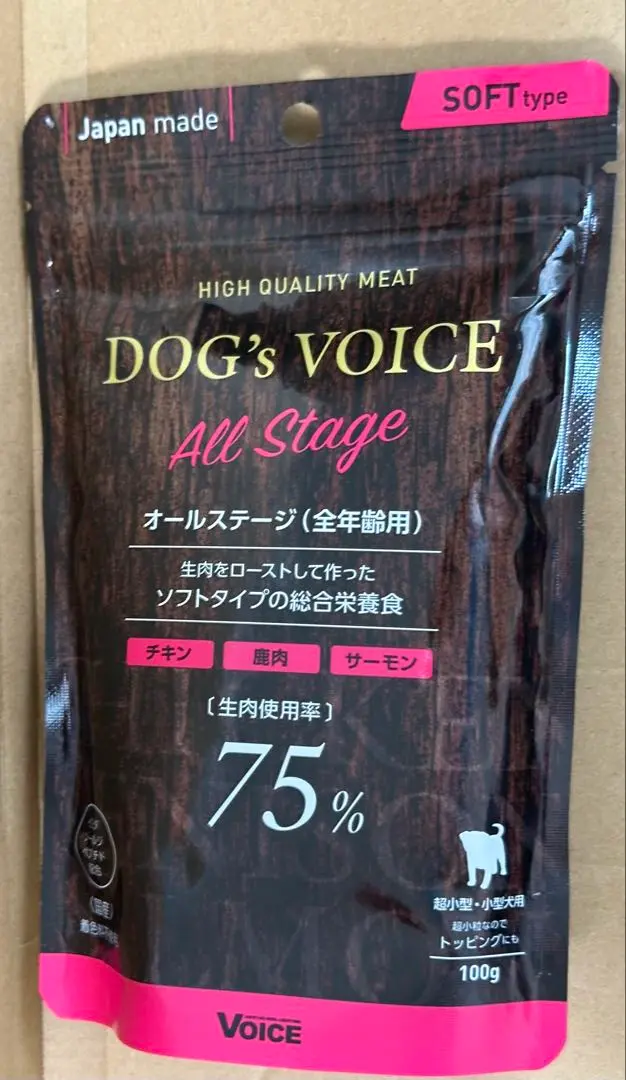 Japan made
SOFT type
HIGH QUALITY MEAT
DOG's VOICE
All Stage
オールステージ(全年齢用)
生肉をローストして作った
ソフトタイプの総合栄養食
チキン 鹿肉 サーモン
〔生肉使用率〕
75%
超小型・小型犬用
超小粒なので
トッピングにも
100g
(国産)
VOICE